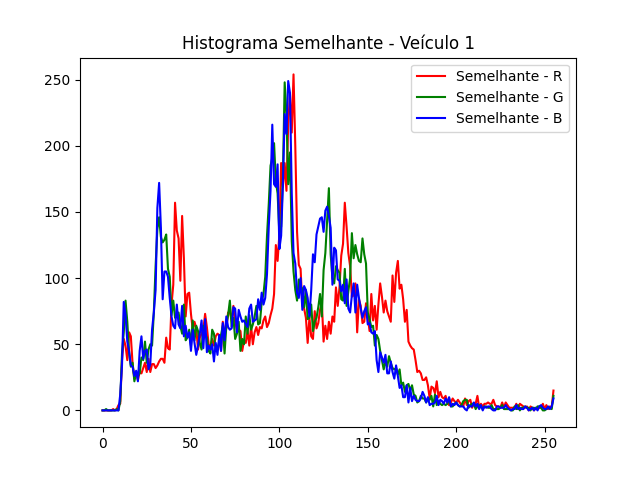 Histograma Semelhante - Veículo 1
Semelhante - R
Semelhante - G
Semelhante - B
250
200
150
100
50
0
0 50 100 150 200 250